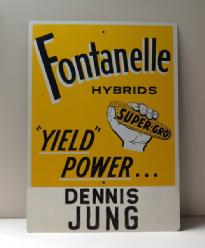 Fontanelle
HYBRIDS
SUPER-GRO
"YIELD"
POWER...
DENNIS
JUNG